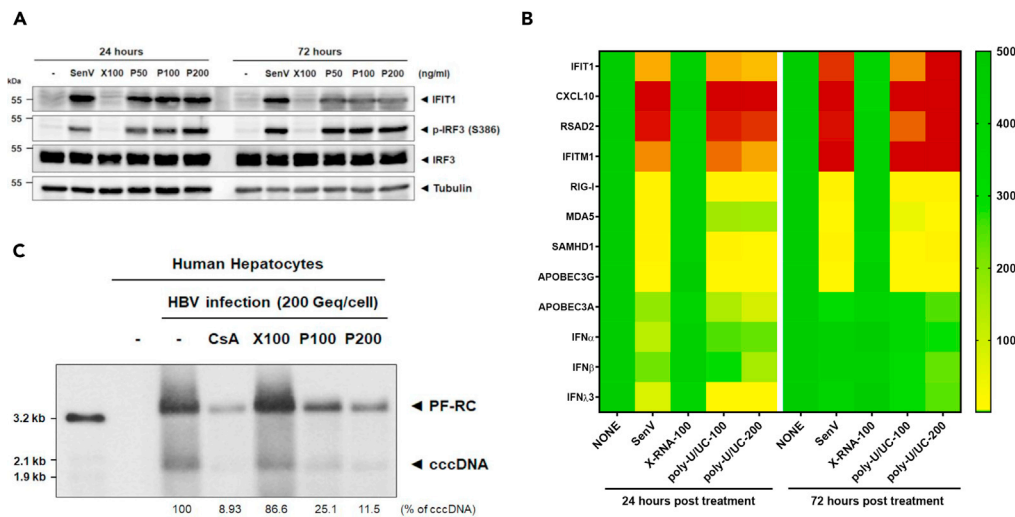 A
24 hours
72 hours
- SenV X100 P50 P100 P200 - SenV X100 P50 P100 P200 (ng/ml)
kDa
55 IFIT1
55 p-IRF3 (S386)
IRF3
55 Tubulin
B
IFIT1
CXCL10
RSAD2
IFITM1
RIG-I
MDA5
SAMHD1
APOBEC3G
APOBEC3A
IFNα
IFNβ
IFNλ3
500
400
300
200
100
NONE SenV X-RNA-100 poly-U/UC-100 poly-U/UC-200 NONE SenV X-RNA-100 poly-U/UC-100 poly-U/UC-200
24 hours post treatment 72 hours post treatment
C
Human Hepatocytes
HBV infection (200 Geq/cell)
- - CsA X100 P100 P200
PF-RC
3.2 kb
2.1 kb cccDNA
1.9 kb
100 8.93 86.6 25.1 11.5 (% of cccDNA)